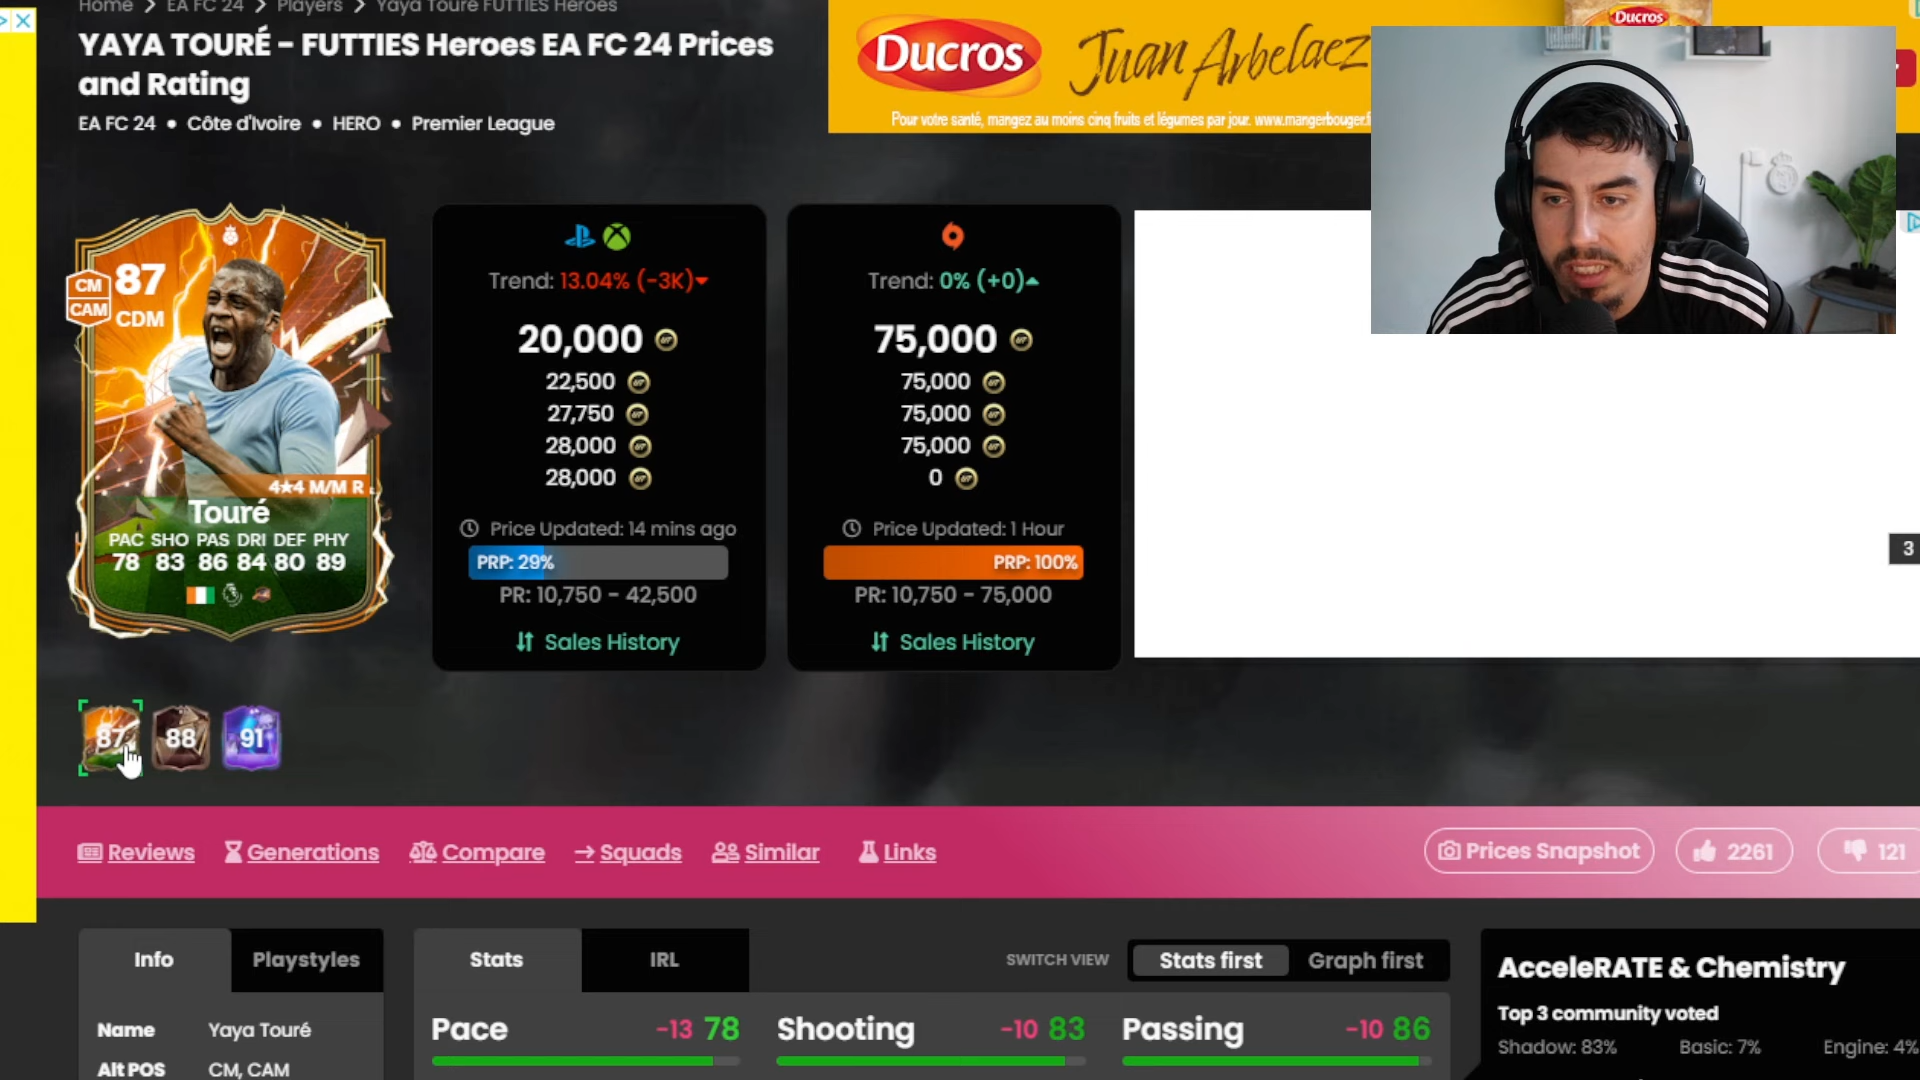 Home > EA FC 24 > Players > Yaya Touré FUTTIES Heroes
YAYA TOURÉ - FUTTIES Heroes EA FC 24 Prices
and Rating
EA FC 24 • Côte d'Ivoire • HERO • Premier League
Ducros
Juan Arbelaez
Pour votre santé, mangez au moins cinq fruits et légumes par jour. www.mangerbouger.f
Ducros
CM
CAM
87
CDM
4★4 M/M R
Touré
PAC SHO PAS DRI DEF PHY
78 83 86 84 80 89
Trend: 13.04% (-3K)
20,000
22,500
27,750
28,000
28,000
Price Updated: 14 mins ago
PRP: 29%
PR: 10,750 - 42,500
Sales History
Trend: 0% (+0)
75,000
75,000
75,000
75,000
0
Price Updated: 1 Hour
PRP: 100%
PR: 10,750 - 75,000
Sales History
3
87 88 91
Reviews Generations Compare Squads Similar Links
Prices Snapshot 2261 121
Info Playstyles
Name Yaya Touré
Alt POS CM, CAM
Stats IRL
SWITCH VIEW Stats first Graph first
Pace -13 78 Shooting -10 83 Passing -10 86
AcceleRATE & Chemistry
Top 3 community voted
Shadow: 83% Basic: 7% Engine: 4%